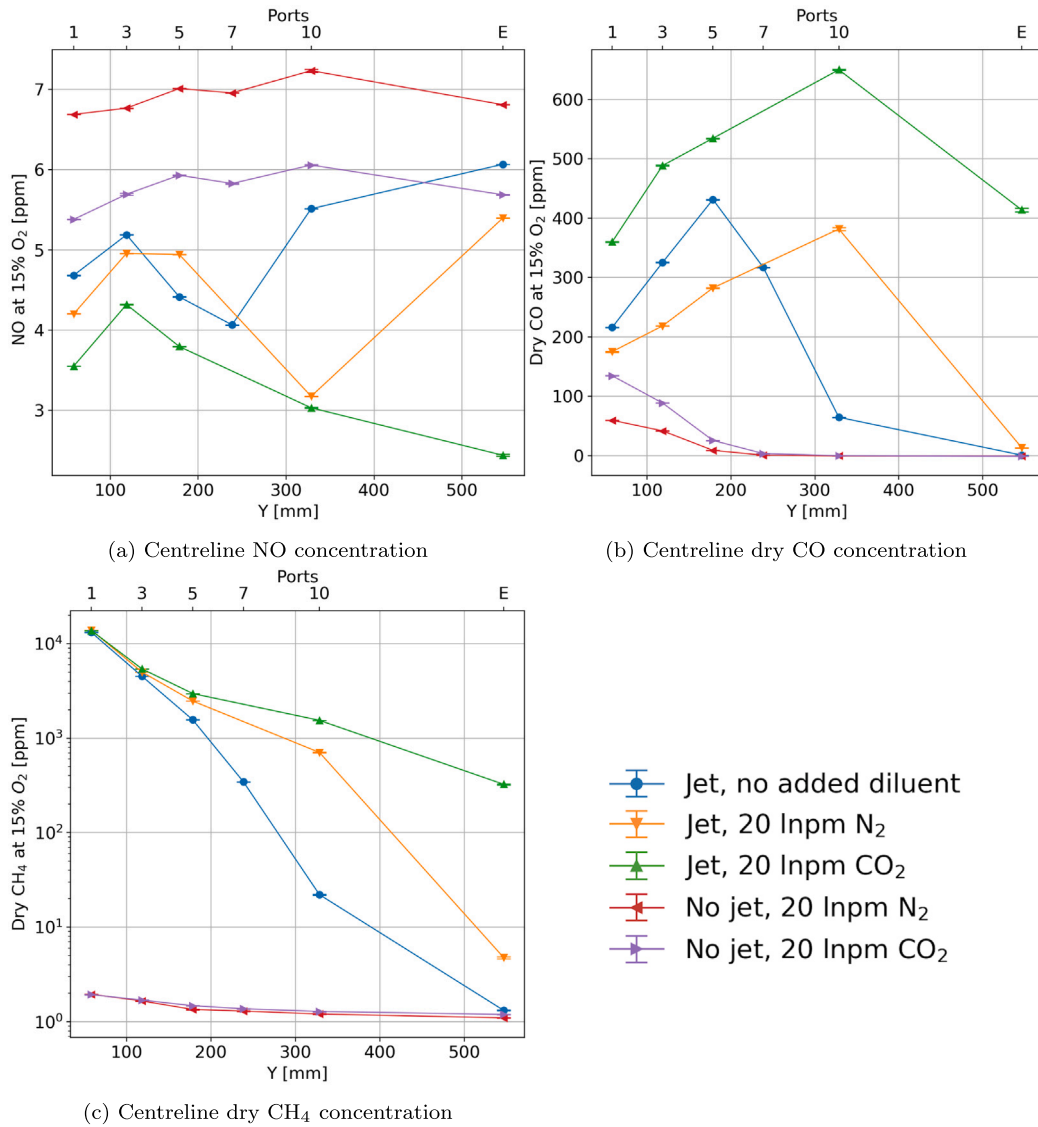 Ports
1 3 5 7 10 E
7
6
5
4
3
NO at 15% O₂ [ppm]
100 200 300 400 500
Y [mm]
(a) Centreline NO concentration
Ports
1 3 5 7 10 E
600
500
400
300
200
100
0
Dry CO at 15% O₂ [ppm]
100 200 300 400 500
Y [mm]
(b) Centreline dry CO concentration
Ports
1 3 5 7 10 E
10⁴
10³
10²
10¹
10⁰
Dry CH₄ at 15% O₂ [ppm]
100 200 300 400 500
Y [mm]
(c) Centreline dry CH₄ concentration
Jet, no added diluent
Jet, 20 lnpm N₂
Jet, 20 lnpm CO₂
No jet, 20 lnpm N₂
No jet, 20 lnpm CO₂